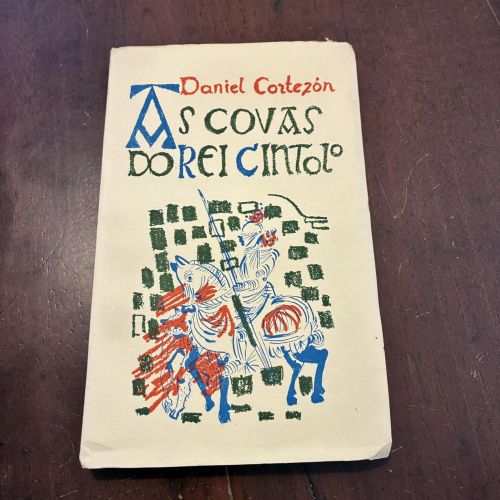 Daniel Cortezón
AS COVAS
DO REI CINTOLO